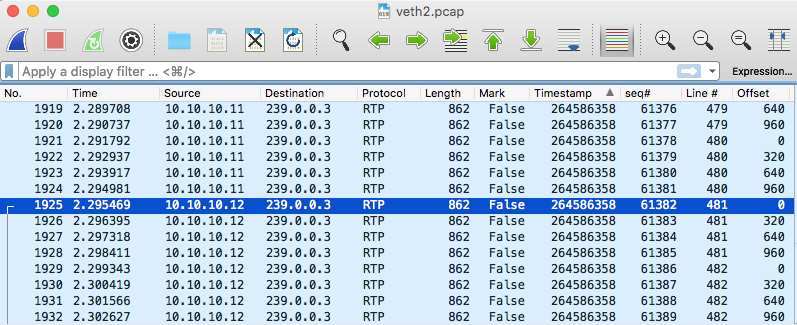 veth2.pcap
Apply a display filter ... <⌘/>
Expression...
No. Time Source Destination Protocol Length Mark Timestamp seq# Line # Offset
1919 2.289708 10.10.10.11 239.0.0.3 RTP 862 False 264586358 61376 479 640
1920 2.290737 10.10.10.11 239.0.0.3 RTP 862 False 264586358 61377 479 960
1921 2.291792 10.10.10.11 239.0.0.3 RTP 862 False 264586358 61378 480 0
1922 2.292937 10.10.10.11 239.0.0.3 RTP 862 False 264586358 61379 480 320
1923 2.293917 10.10.10.11 239.0.0.3 RTP 862 False 264586358 61380 480 640
1924 2.294981 10.10.10.11 239.0.0.3 RTP 862 False 264586358 61381 480 960
1925 2.295469 10.10.10.12 239.0.0.3 RTP 862 False 264586358 61382 481 0
1926 2.296395 10.10.10.12 239.0.0.3 RTP 862 False 264586358 61383 481 320
1927 2.297318 10.10.10.12 239.0.0.3 RTP 862 False 264586358 61384 481 640
1928 2.298411 10.10.10.12 239.0.0.3 RTP 862 False 264586358 61385 481 960
1929 2.299343 10.10.10.12 239.0.0.3 RTP 862 False 264586358 61386 482 0
1930 2.300419 10.10.10.12 239.0.0.3 RTP 862 False 264586358 61387 482 320
1931 2.301566 10.10.10.12 239.0.0.3 RTP 862 False 264586358 61388 482 640
1932 2.302627 10.10.10.12 239.0.0.3 RTP 862 False 264586358 61389 482 960